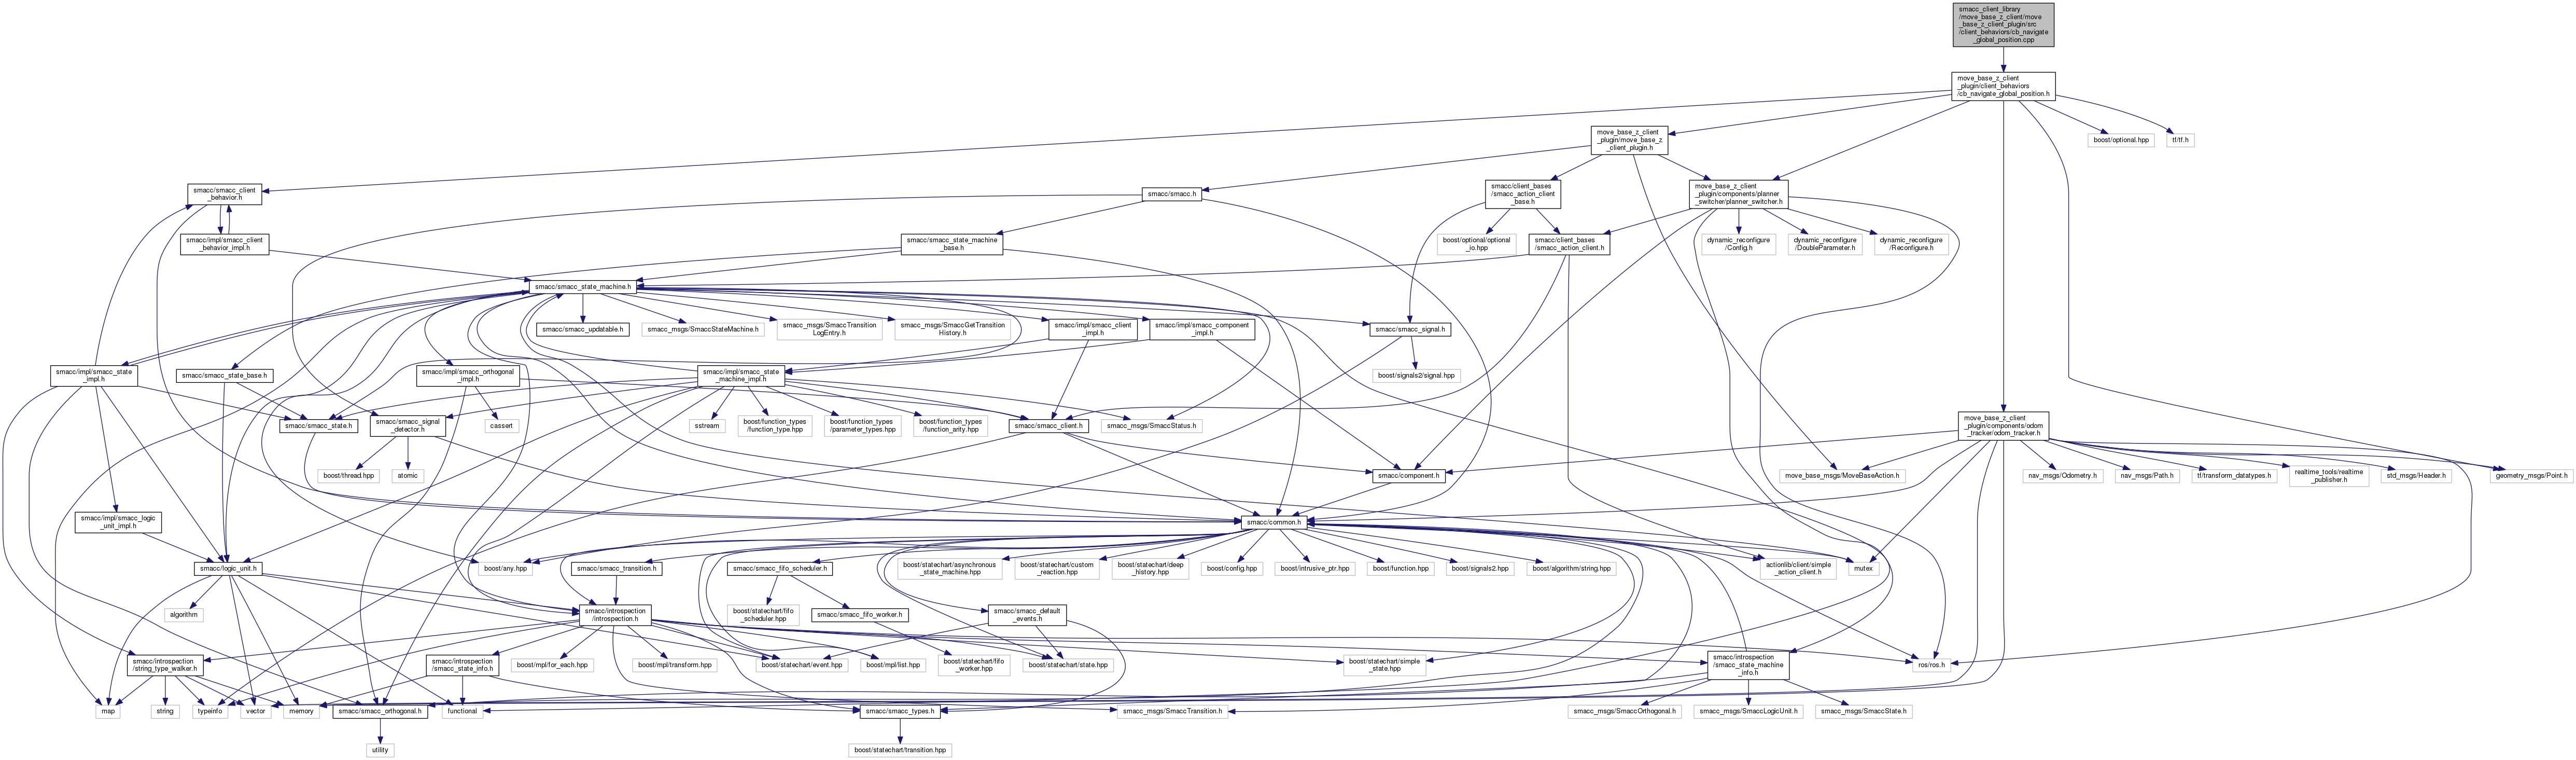 smacc_client_library
/move_base_z_client/move
_base_z_client_plugin/src
/client_behaviors/cb_navigate
_global_position.cpp
move_base_z_client
_plugin/client_behaviors
/cb_navigate_global_position.h
move_base_z_client
_plugin/move_base_z
_client_plugin.h
boost/optional.hpp
tf/tf.h
smacc/smacc_client
_behavior.h
smacc/smacc.h
smacc/client_bases
/smacc_action_client
_base.h
move_base_z_client
_plugin/components/planner
_switcher/planner_switcher.h
smacc/impl/smacc_client
_behavior_impl.h
smacc/smacc_state_machine
_base.h
boost/optional/optional
_io.hpp
smacc/client_bases
/smacc_action_client.h
dynamic_reconfigure
/Config.h
dynamic_reconfigure
/DoubleParameter.h
dynamic_reconfigure
/Reconfigure.h
smacc/smacc_state_machine.h
smacc/smacc_updatable.h
smacc_msgs/SmaccStateMachine.h
smacc_msgs/SmaccTransition
LogEntry.h
smacc_msgs/SmaccGetTransition
History.h
smacc/impl/smacc_client
_impl.h
smacc/impl/smacc_component
_impl.h
smacc/smacc_signal.h
smacc/impl/smacc_state
_impl.h
smacc/smacc_state_base.h
smacc/impl/smacc_orthogonal
_impl.h
smacc/impl/smacc_state
_machine_impl.h
boost/signals2/signal.hpp
smacc/smacc_state.h
smacc/smacc_signal
_detector.h
cassert
sstream
boost/function_types
/function_type.hpp
boost/function_types
/parameter_types.hpp
boost/function_types
/function_arity.hpp
smacc/smacc_client.h
smacc_msgs/SmaccStatus.h
move_base_z_client
_plugin/components/odom
_tracker/odom_tracker.h
boost/thread.hpp
atomic
smacc/component.h
move_base_msgs/MoveBaseAction.h
nav_msgs/Odometry.h
nav_msgs/Path.h
tf/transform_datatypes.h
realtime_tools/realtime
_publisher.h
std_msgs/Header.h
geometry_msgs/Point.h
smacc/impl/smacc_logic
_unit_impl.h
smacc/common.h
smacc/logic_unit.h
boost/any.hpp
smacc/smacc_transition.h
smacc/smacc_fifo_scheduler.h
boost/statechart/asynchronous
_state_machine.hpp
boost/statechart/custom
_reaction.hpp
boost/statechart/deep
_history.hpp
boost/config.hpp
boost/intrusive_ptr.hpp
boost/function.hpp
boost/signals2.hpp
boost/algorithm/string.hpp
actionlib/client/simple
_action_client.h
mutex
algorithm
smacc/introspection
/introspection.h
boost/statechart/fifo
_scheduler.hpp
smacc/smacc_fifo_worker.h
smacc/smacc_default
_events.h
smacc/introspection
/string_type_walker.h
smacc/introspection
/smacc_state_info.h
boost/mpl/for_each.hpp
boost/mpl/transform.hpp
boost/statechart/event.hpp
boost/mpl/list.hpp
boost/statechart/fifo
_worker.hpp
boost/statechart/state.hpp
boost/statechart/simple
_state.hpp
smacc/introspection
/smacc_state_machine
_info.h
ros/ros.h
map
string
typeinfo
vector
memory
smacc/smacc_orthogonal.h
functional
smacc/smacc_types.h
smacc_msgs/SmaccTransition.h
smacc_msgs/SmaccOrthogonal.h
smacc_msgs/SmaccLogicUnit.h
smacc_msgs/SmaccState.h
utility
boost/statechart/transition.hpp